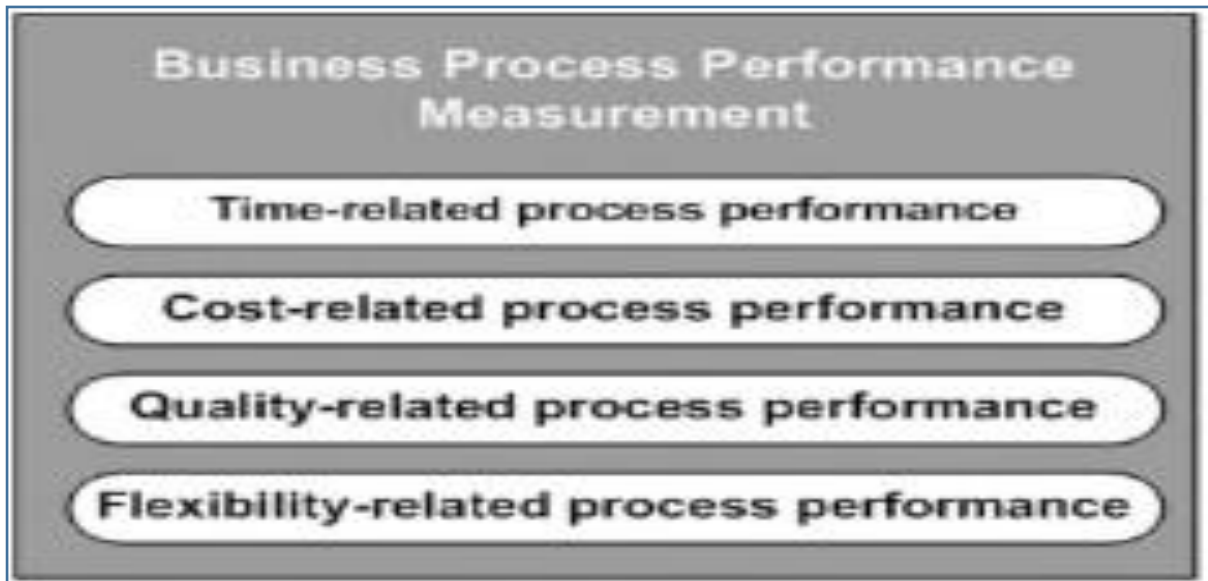 Business Process Performance
Measurement
Time-related process performance
Cost-related process performance
Quality-related process performance
Flexibility-related process performance